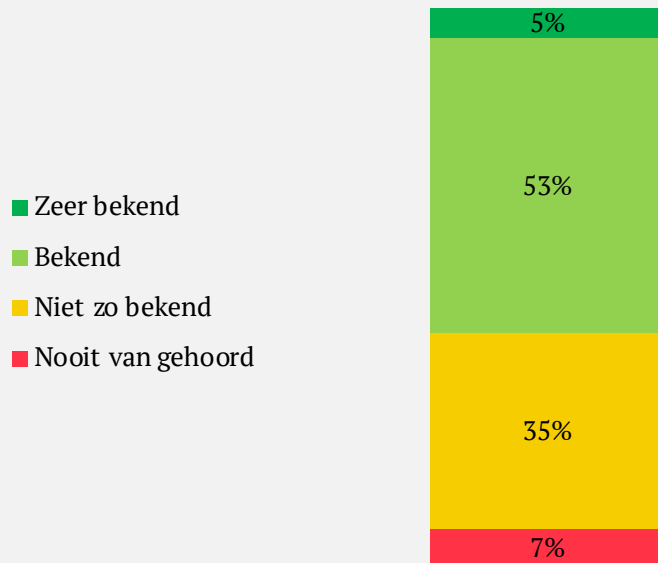 Zeer bekend
Bekend
Niet zo bekend
Nooit van gehoord
5%
53%
35%
7%